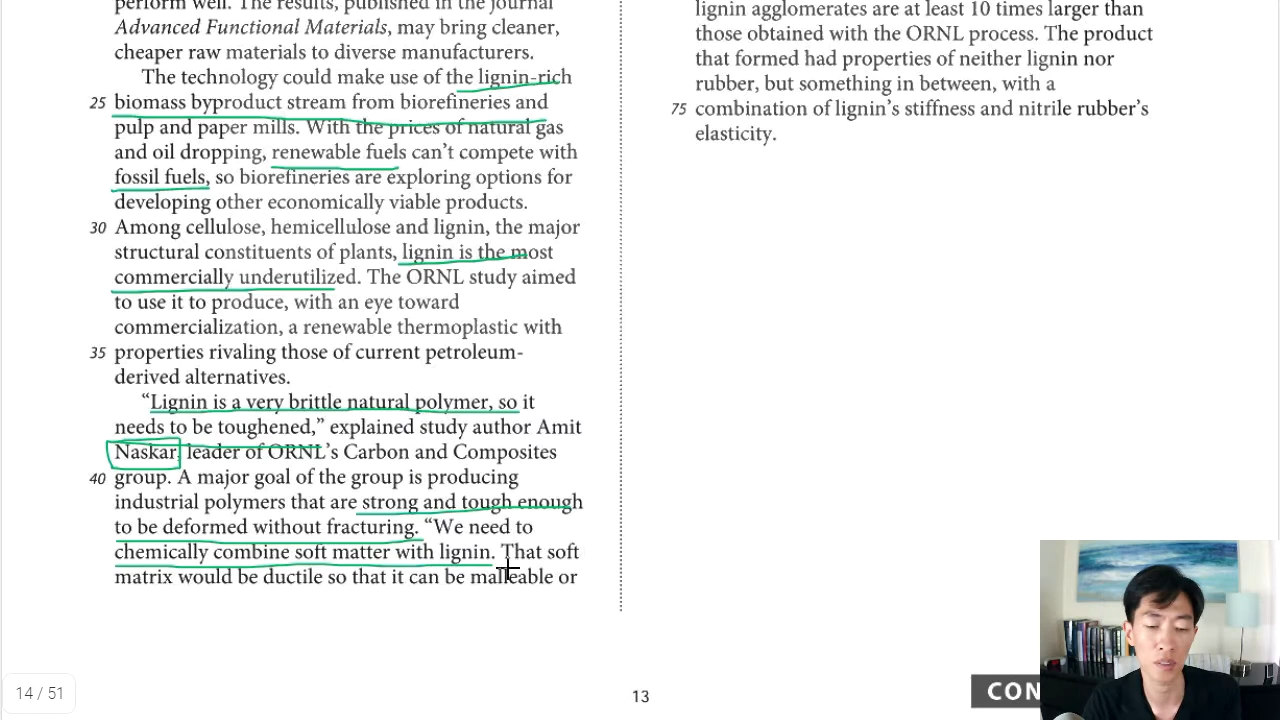 perform well. The results, published in the journal
Advanced Functional Materials, may bring cleaner,
cheaper raw materials to diverse manufacturers.
The technology could make use of the lignin-rich
25 biomass byproduct stream from biorefineries and
pulp and paper mills. With the prices of natural gas
and oil dropping, renewable fuels can't compete with
fossil fuels, so biorefineries are exploring options for
developing other economically viable products.
30 Among cellulose, hemicellulose and lignin, the major
structural constituents of plants, lignin is the most
commercially underutilized. The ORNL study aimed
to use it to produce, with an eye toward
commercialization, a renewable thermoplastic with
35 properties rivaling those of current petroleum-
derived alternatives.
“Lignin is a very brittle natural polymer, so it
needs to be toughened,” explained study author Amit
Naskar, leader of ORNL's Carbon and Composites
40 group. A major goal of the group is producing
industrial polymers that are strong and tough enough
to be deformed without fracturing. “We need to
chemically combine soft matter with lignin. That soft
matrix would be ductile so that it can be malleable or
lignin agglomerates are at least 10 times larger than
those obtained with the ORNL process. The product
that formed had properties of neither lignin nor
rubber, but something in between, with a
75 combination of lignin's stiffness and nitrile rubber's
elasticity.
14 / 51
13
CON